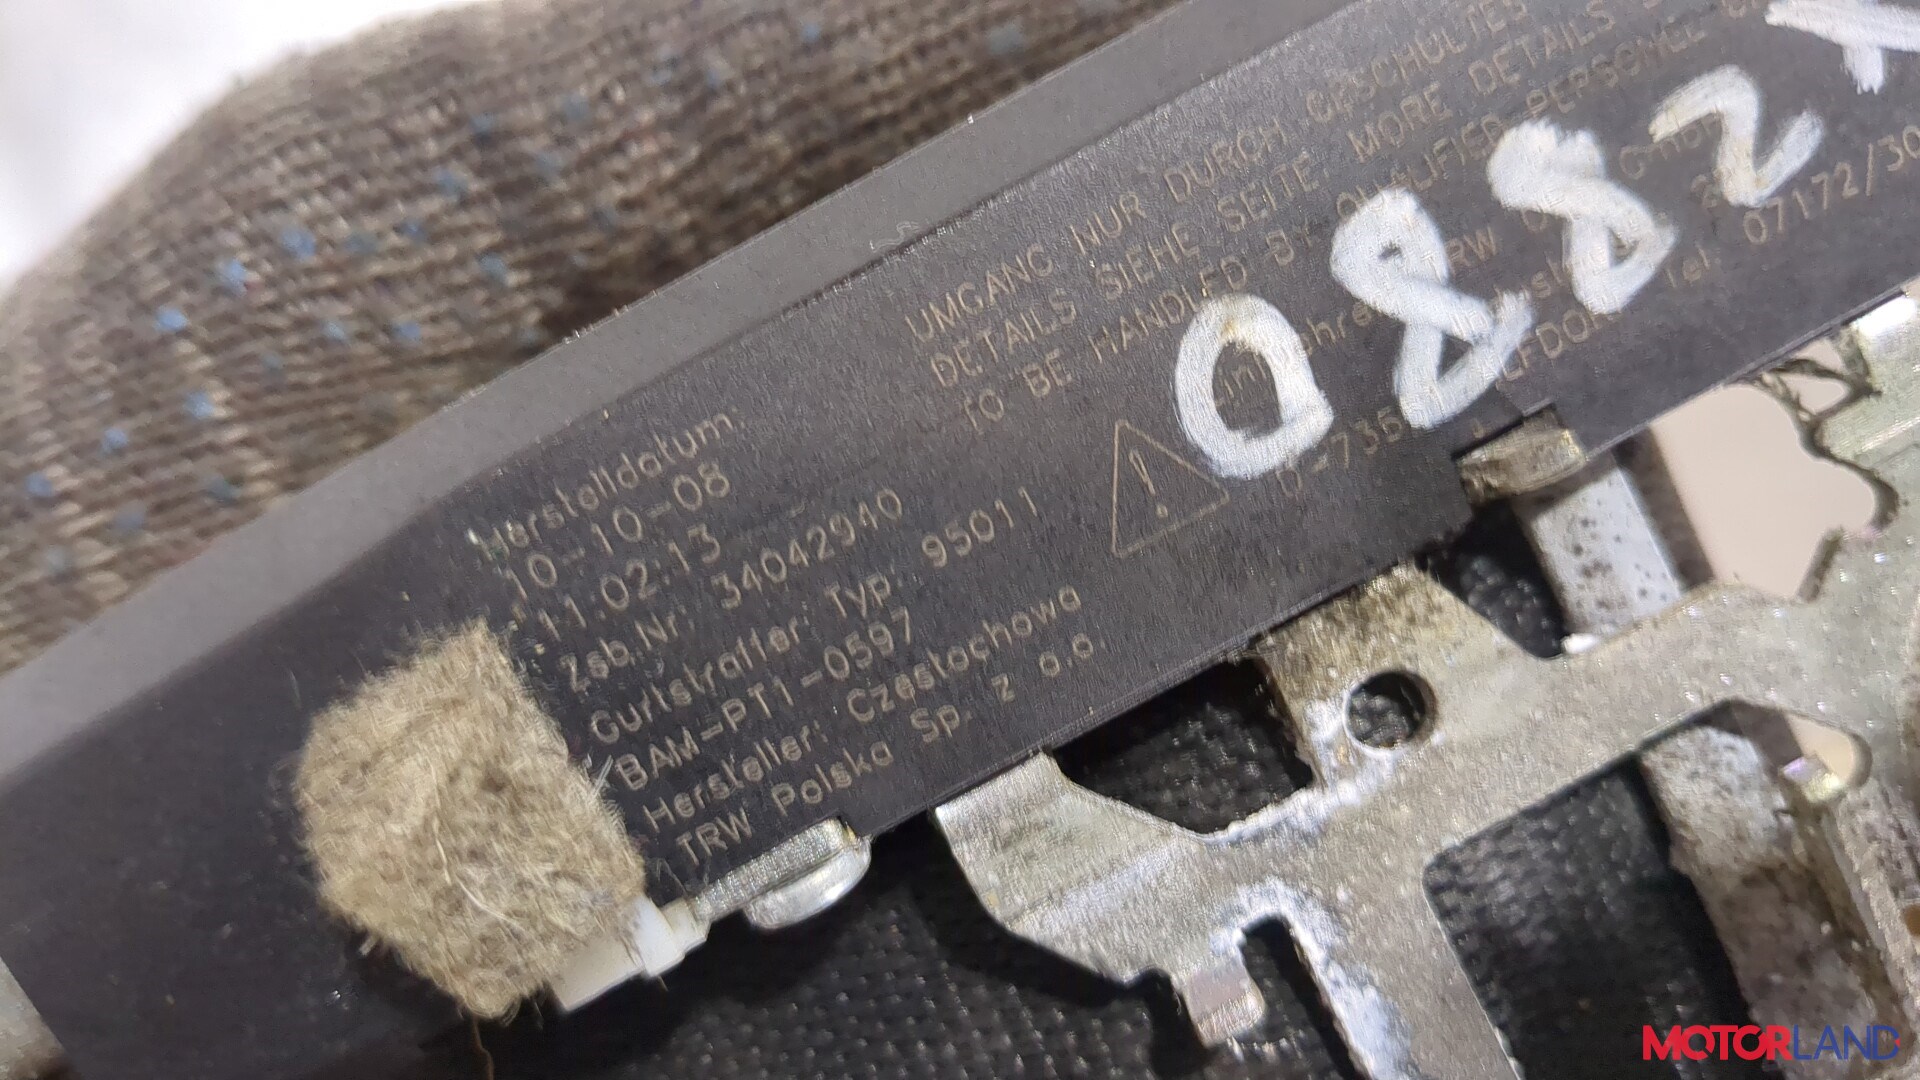 Herstelldatum:
10-10-08
11:02:13
Zsb.Nr: 34042940
Gurtstraffer: Typ: 95011
BAM-PT1-0597
Hersteller: Czestochowa
TRW Polska Sp. z o.o.
UMGANG NUR DURCH GESCHULTES
DETAILS SIEHE SEITE. MORE DETAILS
TO BE HANDLED BY QUALIFIED PERSONEL
TRW
Tel. 07172/30
0882
MOTORLAND